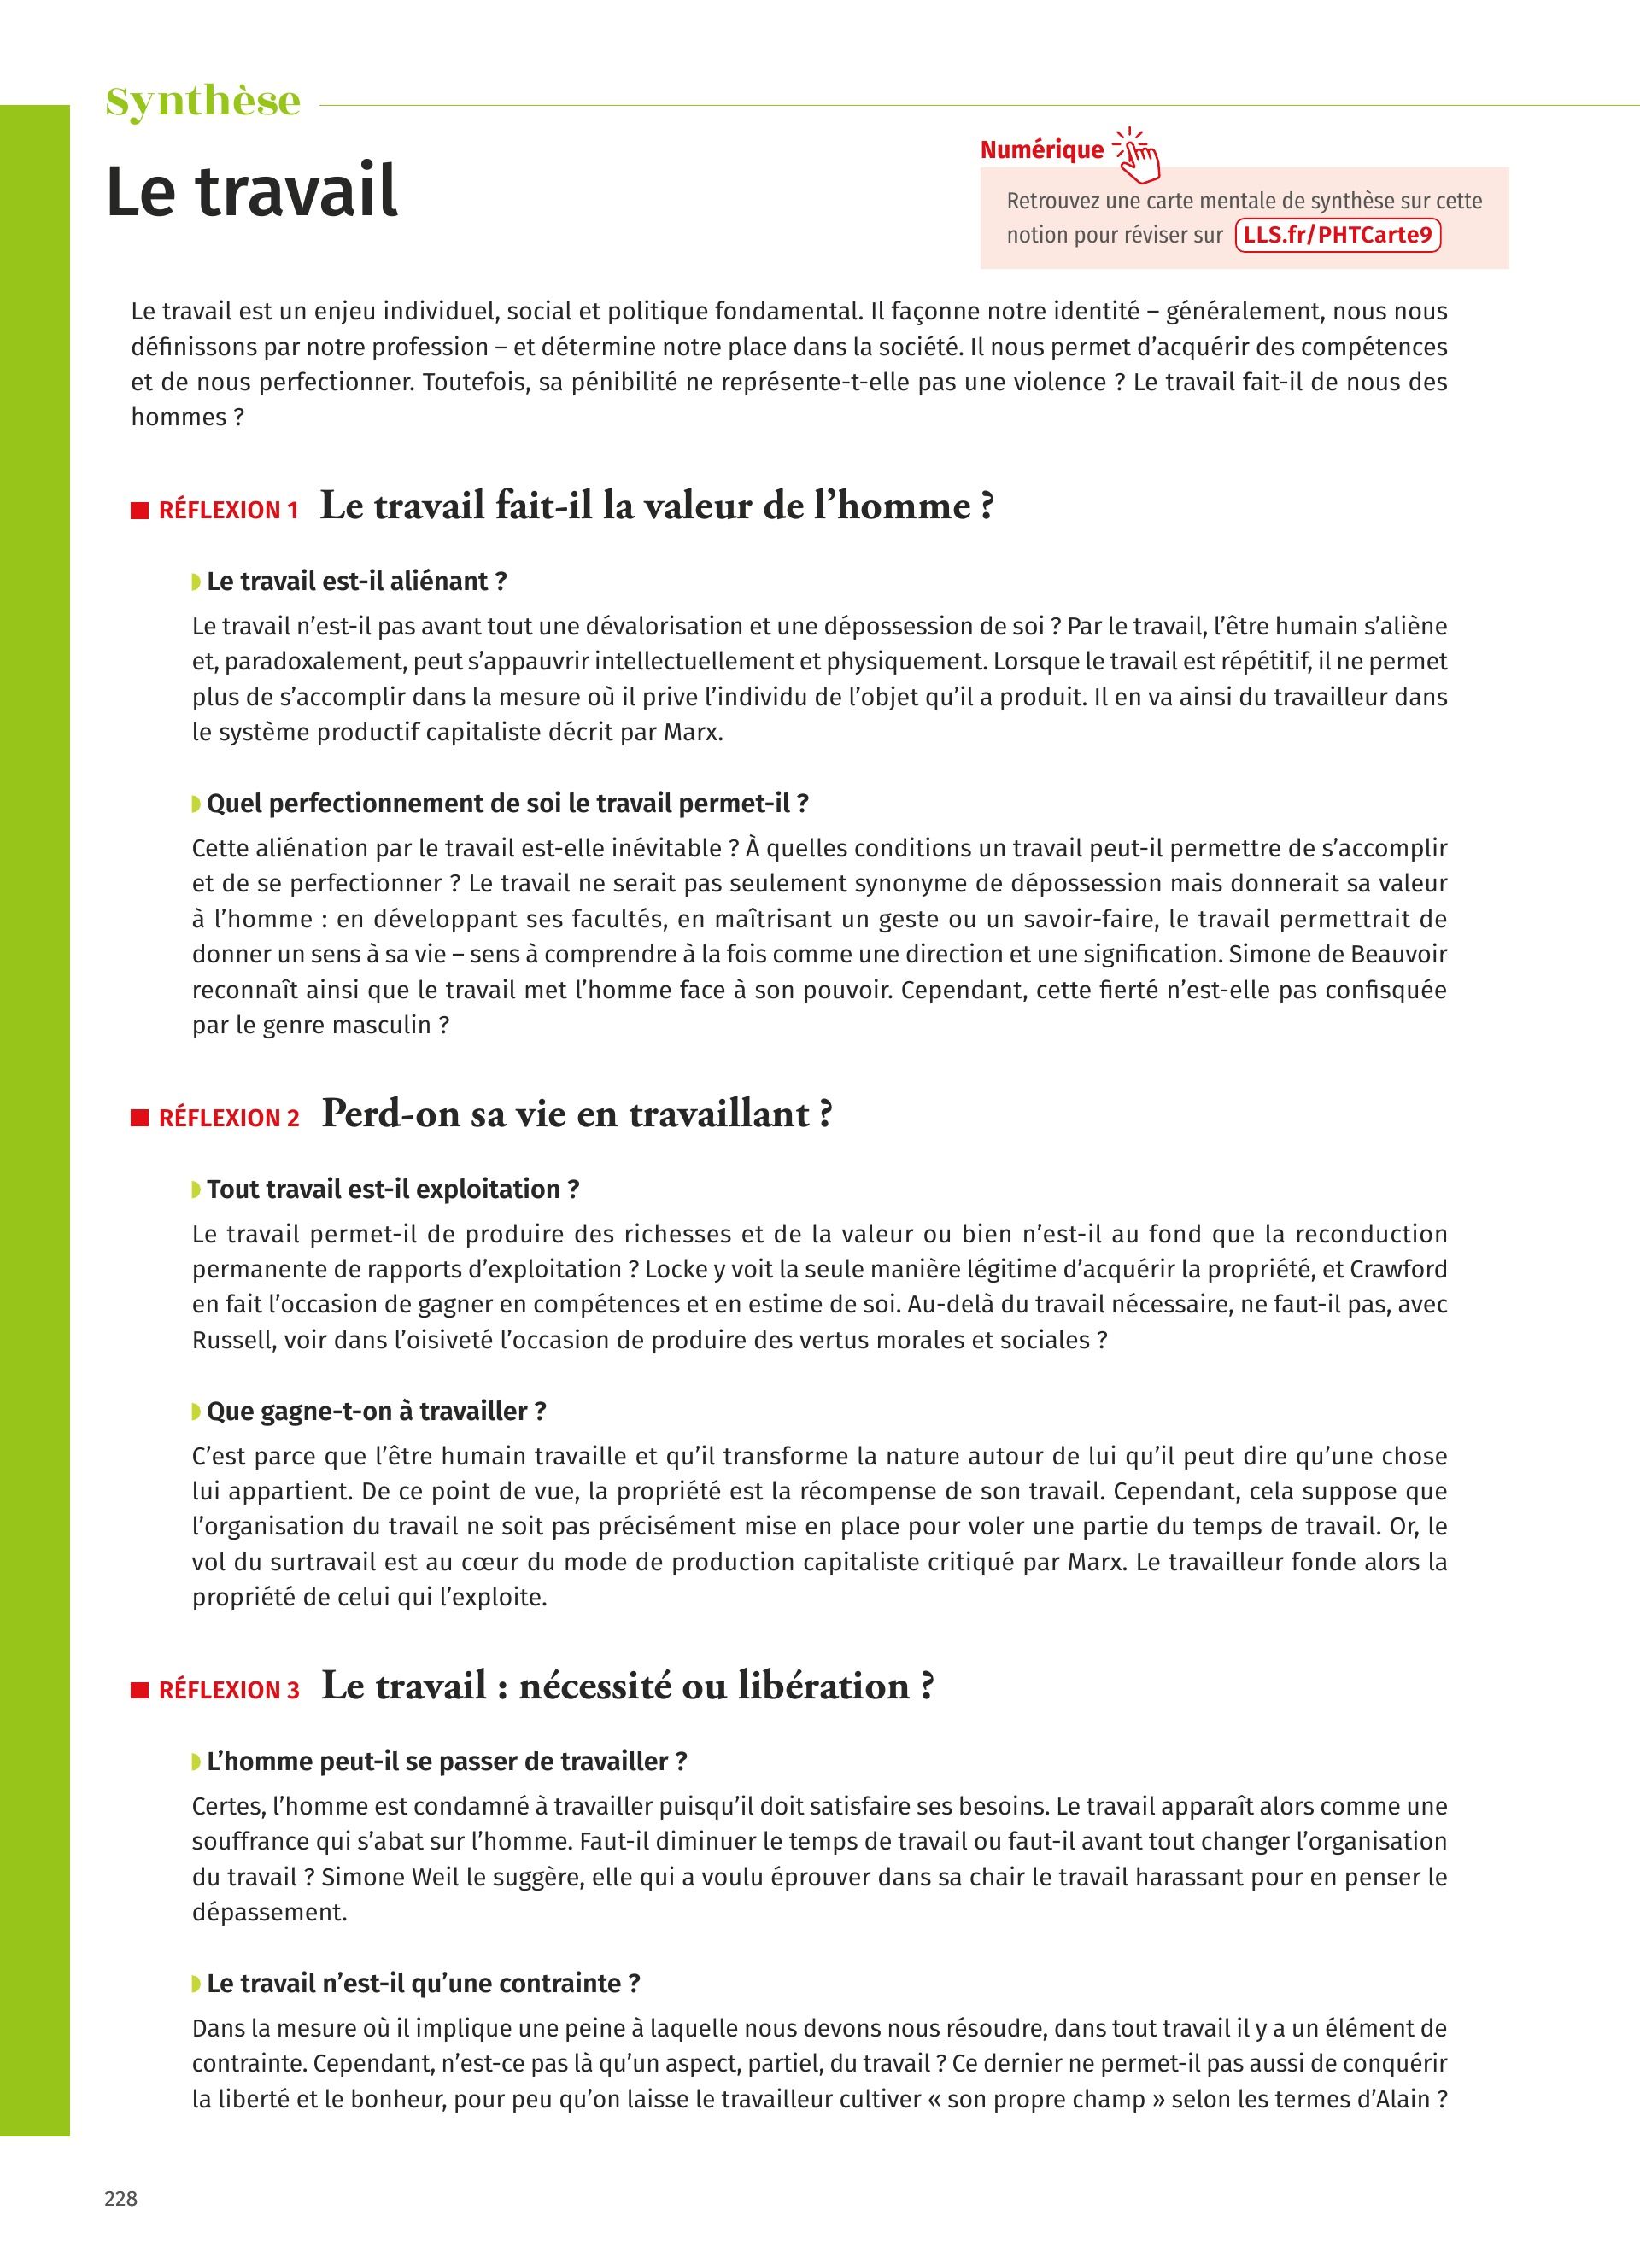 Synthèse
Le travail
Numérique
Retrouvez une carte mentale de synthèse sur cette
notion pour réviser sur LLS.fr/PHTCarte9
Le travail est un enjeu individuel, social et politique fondamental. Il façonne notre identité – généralement, nous nous
définissons par notre profession – et détermine notre place dans la société. Il nous permet d’acquérir des compétences
et de nous perfectionner. Toutefois, sa pénibilité ne représente-t-elle pas une violence ? Le travail fait-il de nous des
hommes ?
RÉFLEXION 1 Le travail fait-il la valeur de l’homme ?
Le travail est-il aliénant ?
Le travail n’est-il pas avant tout une dévalorisation et une dépossession de soi ? Par le travail, l’être humain s’aliène
et, paradoxalement, peut s’appauvrir intellectuellement et physiquement. Lorsque le travail est répétitif, il ne permet
plus de s’accomplir dans la mesure où il prive l’individu de l’objet qu’il a produit. Il en va ainsi du travailleur dans
le système productif capitaliste décrit par Marx.
Quel perfectionnement de soi le travail permet-il ?
Cette aliénation par le travail est-elle inévitable ? À quelles conditions un travail peut-il permettre de s’accomplir
et de se perfectionner ? Le travail ne serait pas seulement synonyme de dépossession mais donnerait sa valeur
à l’homme : en développant ses facultés, en maîtrisant un geste ou un savoir-faire, le travail permettrait de
donner un sens à sa vie – sens à comprendre à la fois comme une direction et une signification. Simone de Beauvoir
reconnaît ainsi que le travail met l’homme face à son pouvoir. Cependant, cette fierté n’est-elle pas confisquée
par le genre masculin ?
RÉFLEXION 2 Perd-on sa vie en travaillant ?
Tout travail est-il exploitation ?
Le travail permet-il de produire des richesses et de la valeur ou bien n’est-il au fond que la reconduction
permanente de rapports d’exploitation ? Locke y voit la seule manière légitime d’acquérir la propriété, et Crawford
en fait l’occasion de gagner en compétences et en estime de soi. Au-delà du travail nécessaire, ne faut-il pas, avec
Russell, voir dans l’oisiveté l’occasion de produire des vertus morales et sociales ?
Que gagne-t-on à travailler ?
C’est parce que l’être humain travaille et qu’il transforme la nature autour de lui qu’il peut dire qu’une chose
lui appartient. De ce point de vue, la propriété est la récompense de son travail. Cependant, cela suppose que
l’organisation du travail ne soit pas précisément mise en place pour voler une partie du temps de travail. Or, le
vol du surtravail est au cœur du mode de production capitaliste critiqué par Marx. Le travailleur fonde alors la
propriété de celui qui l’exploite.
RÉFLEXION 3 Le travail : nécessité ou libération ?
L’homme peut-il se passer de travailler ?
Certes, l’homme est condamné à travailler puisqu’il doit satisfaire ses besoins. Le travail apparaît alors comme une
souffrance qui s’abat sur l’homme. Faut-il diminuer le temps de travail ou faut-il avant tout changer l’organisation
du travail ? Simone Weil le suggère, elle qui a voulu éprouver dans sa chair le travail harassant pour en penser le
dépassement.
Le travail n’est-il qu’une contrainte ?
Dans la mesure où il implique une peine à laquelle nous devons nous résoudre, dans tout travail il y a un élément de
contrainte. Cependant, n’est-ce pas là qu’un aspect, partiel, du travail ? Ce dernier ne permet-il pas aussi de conquérir
la liberté et le bonheur, pour peu qu’on laisse le travailleur cultiver « son propre champ » selon les termes d’Alain ?
228